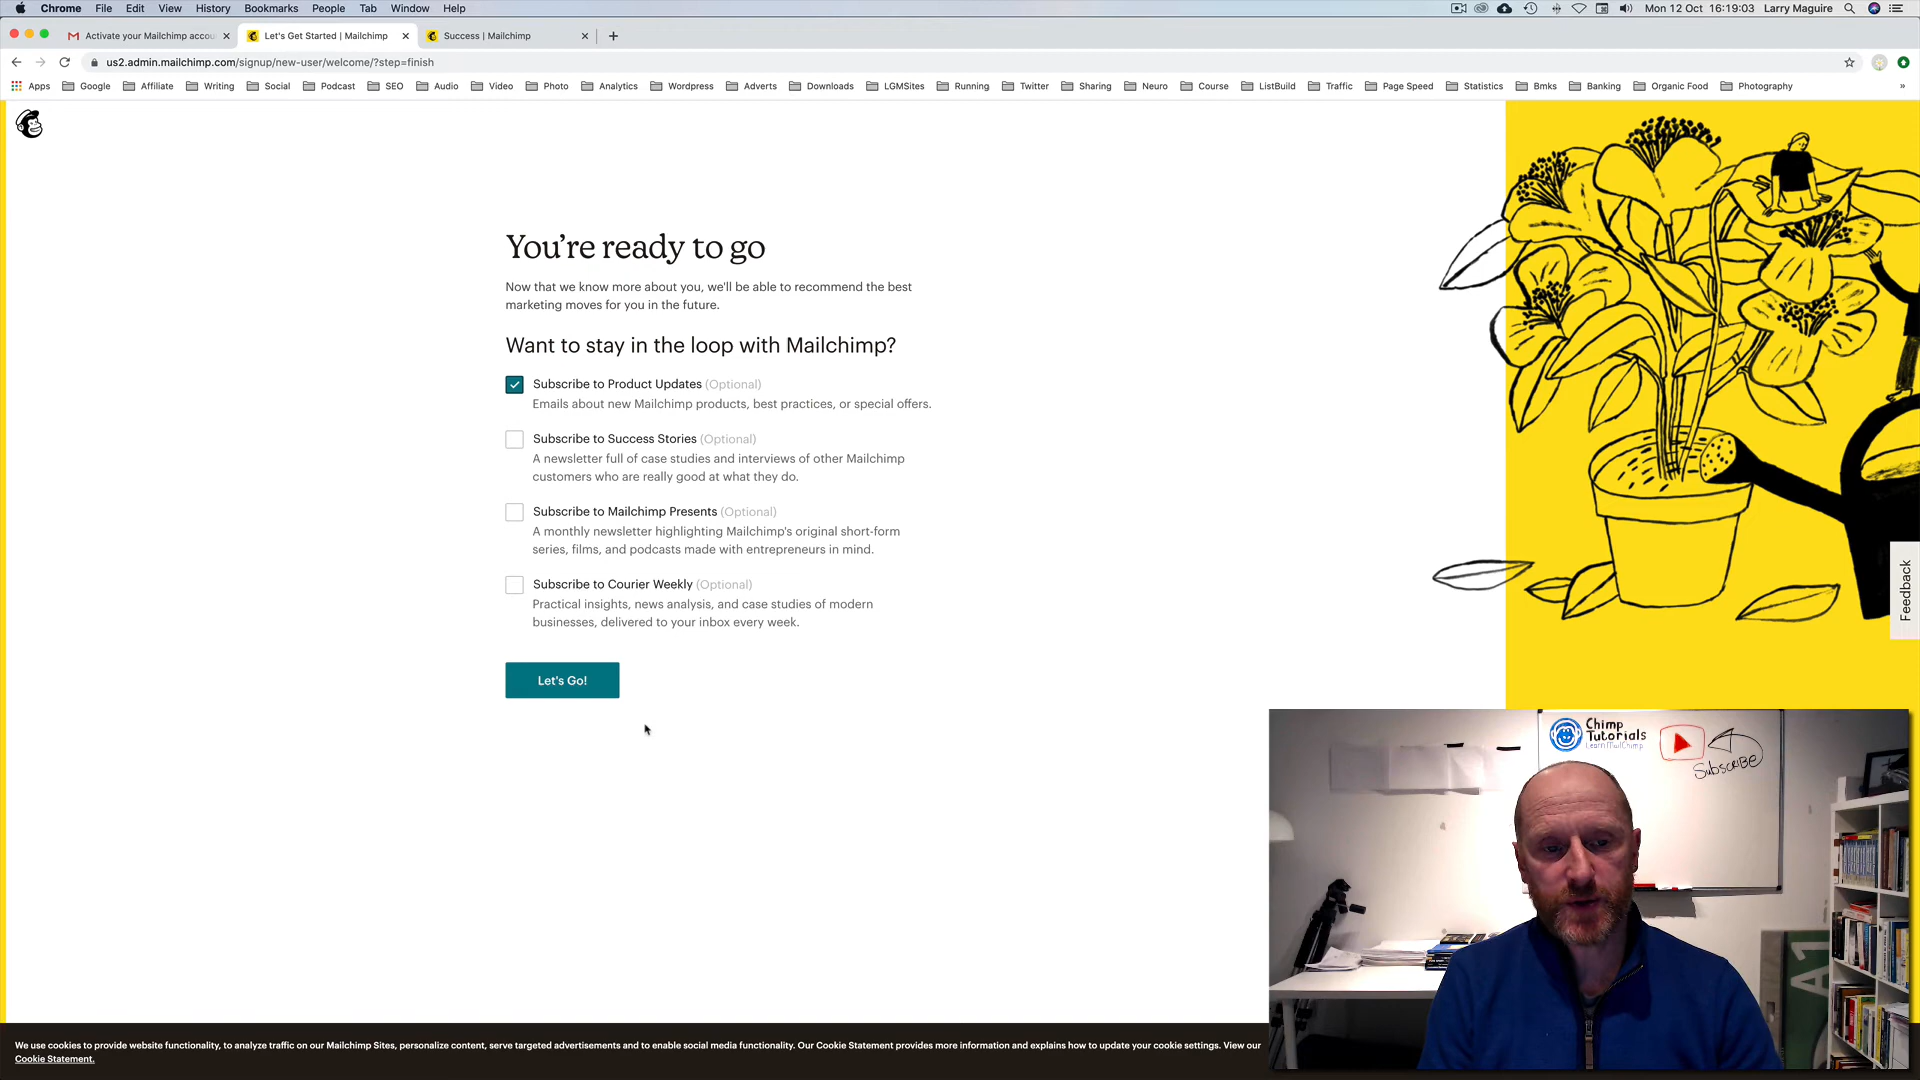 Chrome File Edit View History Bookmarks People Tab Window Help Mon 12 Oct 16:19:03 Larry Maguire
Activate your Mailchimp accou Let's Get Started | Mailchimp Success | Mailchimp
us2.admin.mailchimp.com/signup/new-user/welcome/?step=finish
Apps Google Affiliate Writing Social Podcast SEO Audio Video Photo Analytics Wordpress Adverts Downloads LGMSites Running Twitter Sharing Neuro Course ListBuild Traffic Page Speed Statistics Bmks Banking Organic Food Photography »
You're ready to go
Now that we know more about you, we'll be able to recommend the best
marketing moves for you in the future.
Want to stay in the loop with Mailchimp?
Subscribe to Product Updates (Optional)
Emails about new Mailchimp products, best practices, or special offers.
Subscribe to Success Stories (Optional)
A newsletter full of case studies and interviews of other Mailchimp
customers who are really good at what they do.
Subscribe to Mailchimp Presents (Optional)
A monthly newsletter highlighting Mailchimp's original short-form
series, films, and podcasts made with entrepreneurs in mind.
Subscribe to Courier Weekly (Optional)
Practical insights, news analysis, and case studies of modern
businesses, delivered to your inbox every week.
Let's Go!
Feedback
Chimp
Tutorials
Learn MailChimp
Subscribe
A1
We use cookies to provide website functionality, to analyze traffic on our Mailchimp Sites, personalize content, serve targeted advertisements and to enable social media functionality. Our Cookie Statement provides more information and explains how to update your cookie settings. View our
Cookie Statement.